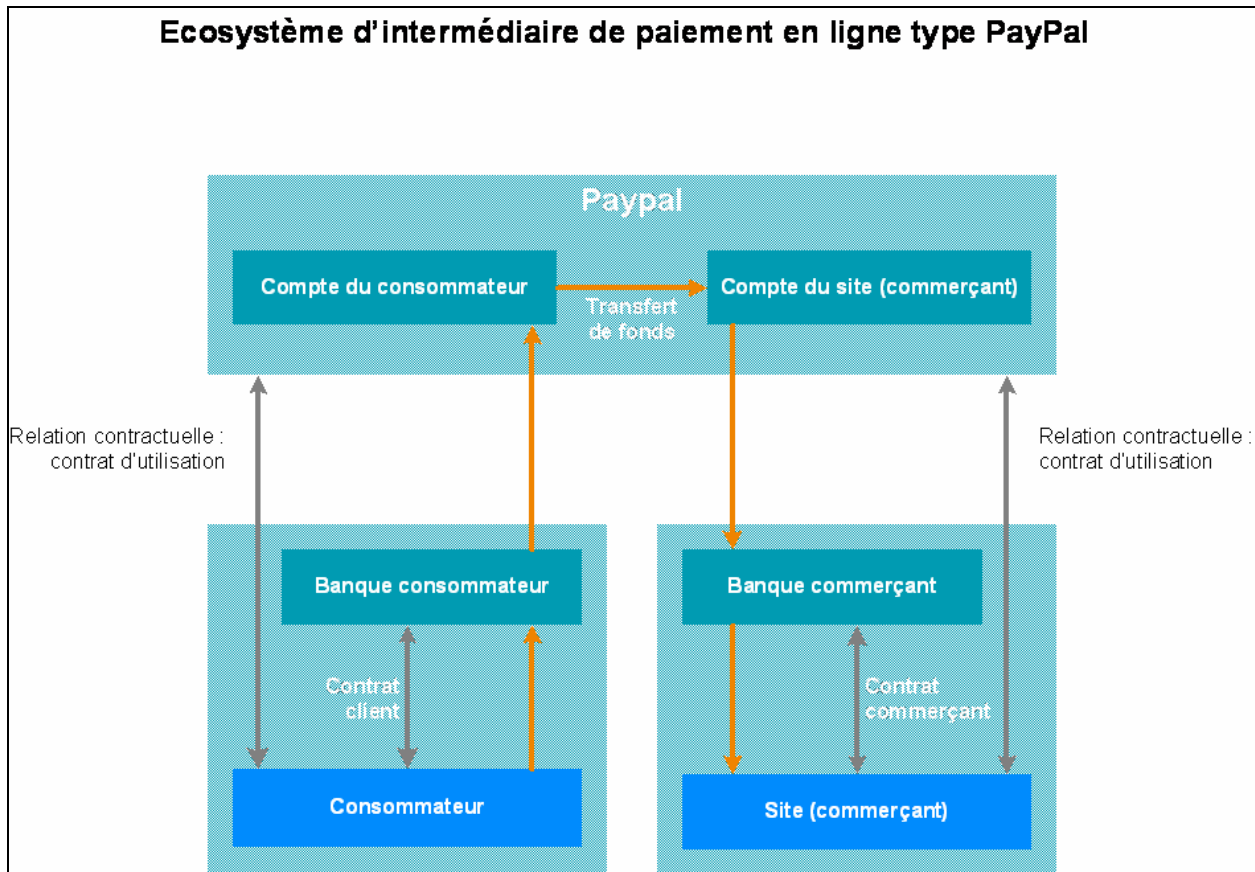 Ecosystème d'intermédiaire de paiement en ligne type PayPal
Paypal
Compte du consommateur
Compte du site (commerçant)
Transfert
de fonds
Relation contractuelle :
contrat d'utilisation
Relation contractuelle :
contrat d'utilisation
Banque consommateur
Banque commerçant
Contrat
client
Contrat
commerçant
Consommateur
Site (commerçant)